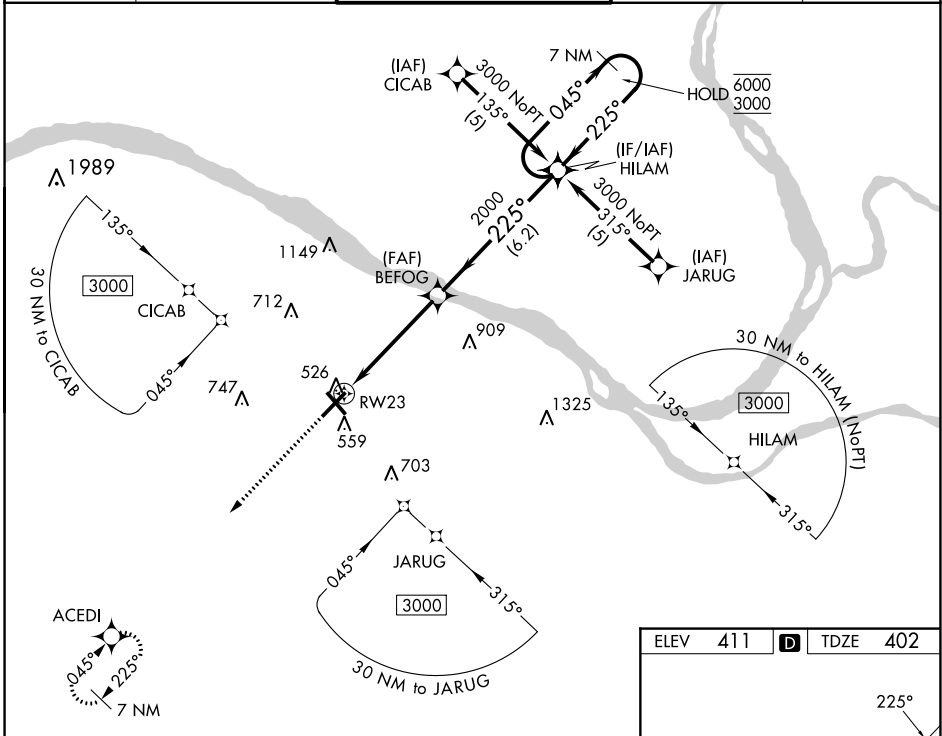 7 NM
(IAF)
CICAB
3000 NoPT
135°
(5)
045°
225°
HOLD 6000
3000
(IF/IAF)
HILAM
1989
3000 NoPT
315°
(5)
2000
225°
(6.2)
(IAF)
JARUG
135°
1149
(FAF)
BEFOG
3000
CICAB
712
30 NM to CICAB
045°
909
747
526
RW23
559
1325
30 NM to HILAM (NoPT)
3000
135°
HILAM
315°
703
045°
JARUG
3000
315°
30 NM to JARUG
ACEDI
045°
225°
7 NM
ELEV 411 D TDZE 402
225°